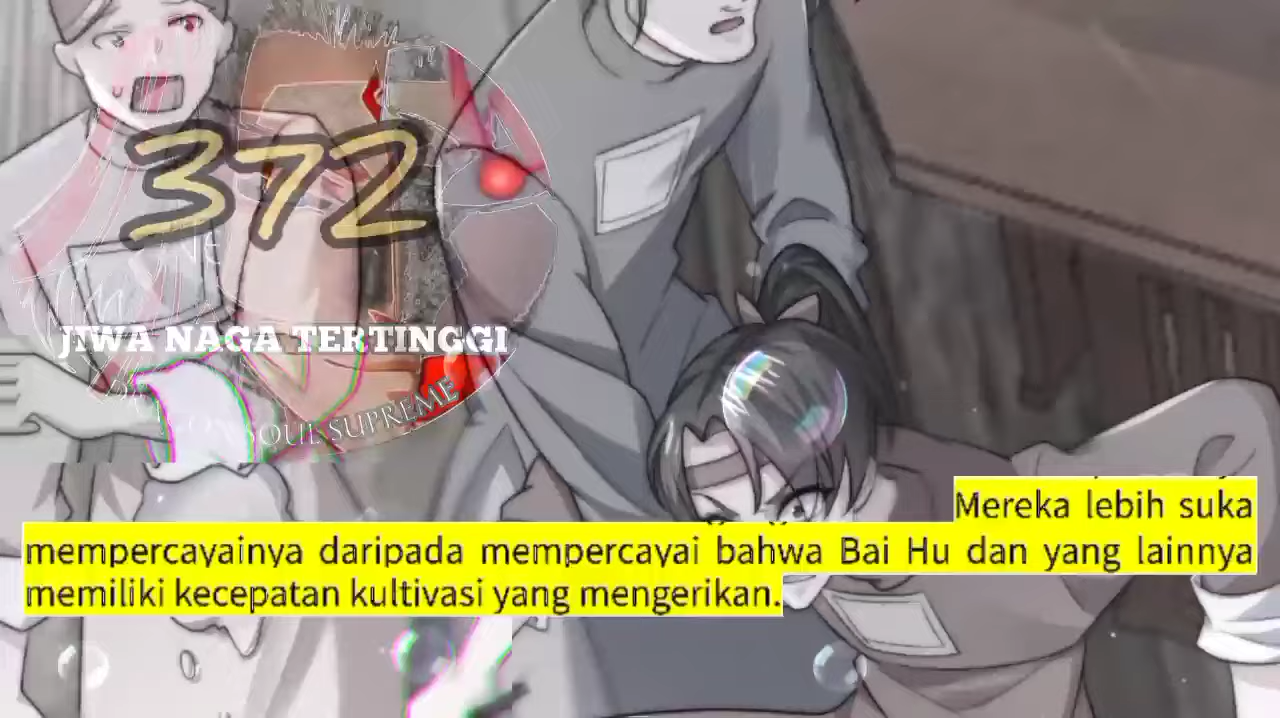 372
JIWA NAGA TERTINGGI
SOUL SUPREME
Mereka lebih suka
mempercayainya daripada mempercayai bahwa Bai Hu dan yang lainnya
memiliki kecepatan kultivasi yang mengerikan.